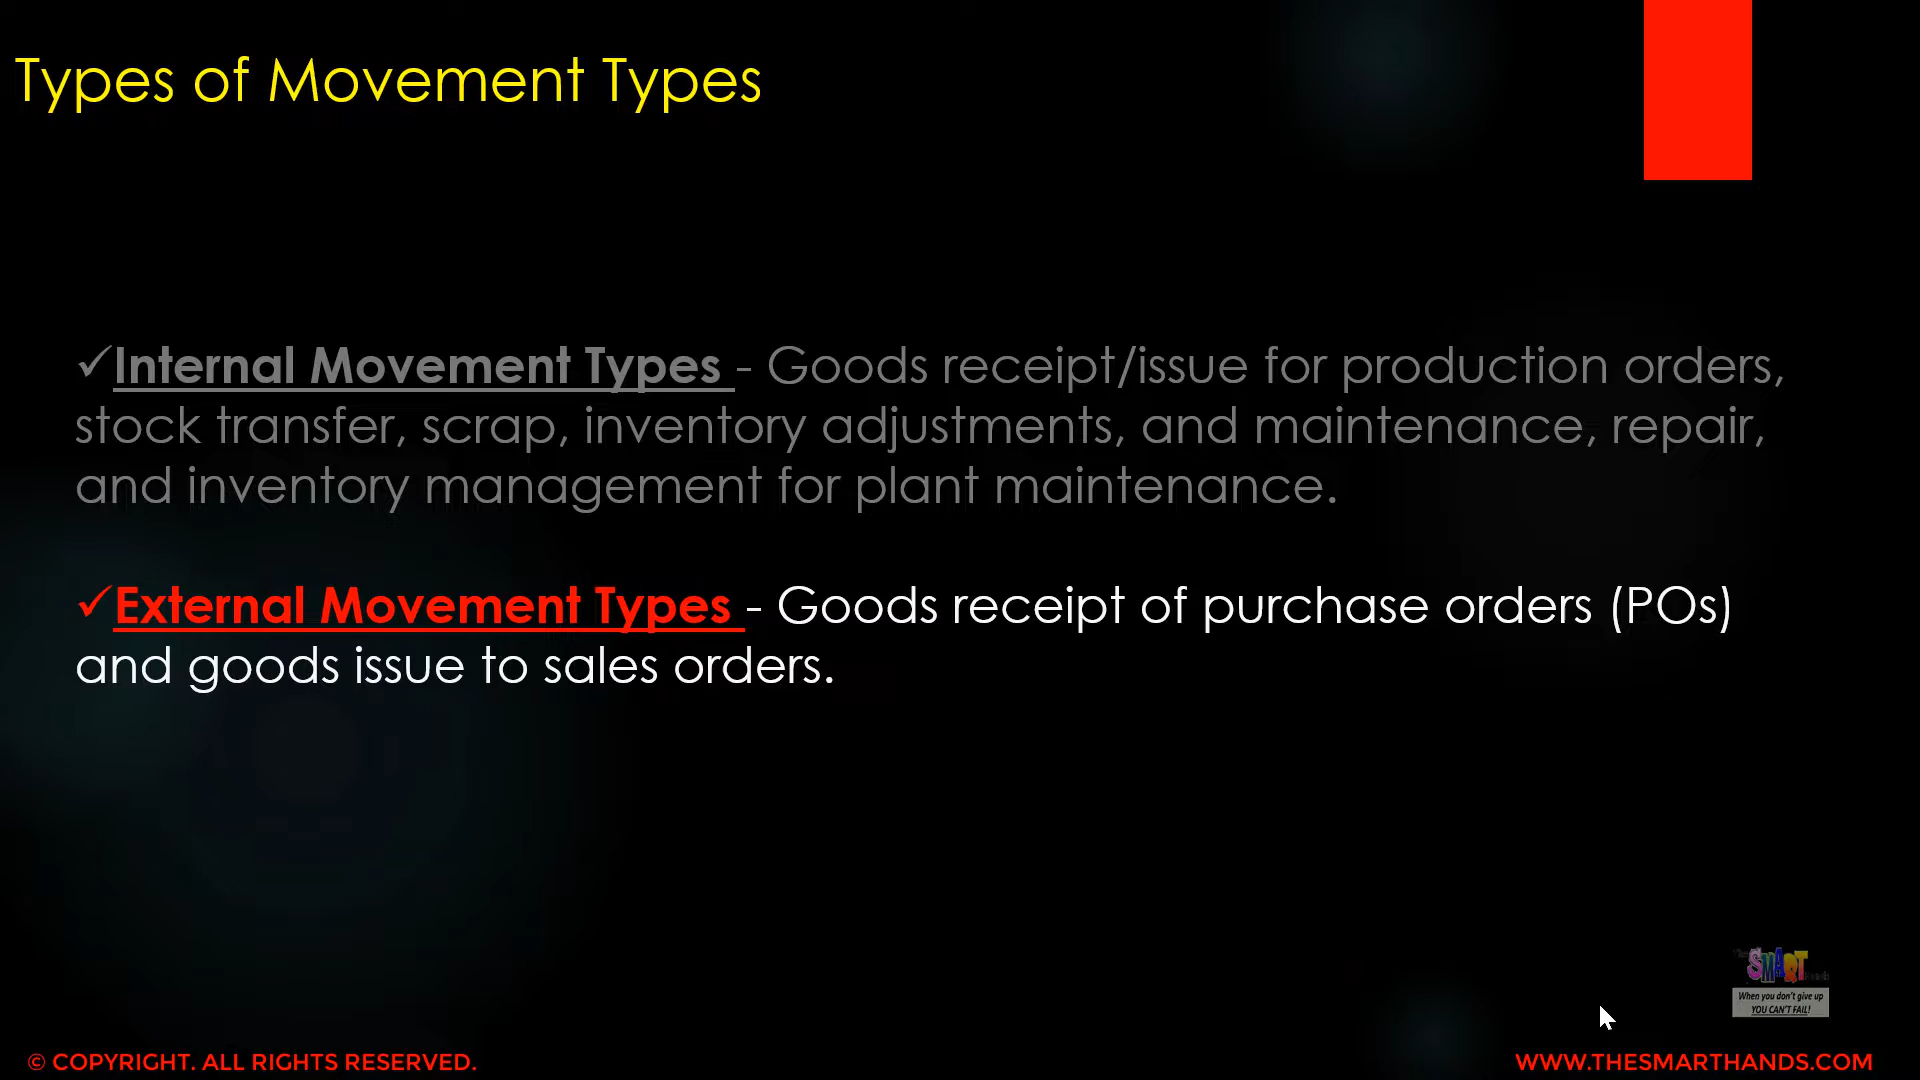 Types of Movement Types
✓Internal Movement Types - Goods receipt/issue for production orders,
stock transfer, scrap, inventory adjustments, and maintenance, repair,
and inventory management for plant maintenance.
✓External Movement Types - Goods receipt of purchase orders (POs)
and goods issue to sales orders.
SMART
When you don't give up
YOU CAN'T FAIL!
© COPYRIGHT. ALL RIGHTS RESERVED.
WWW.THESMARTHANDS.COM